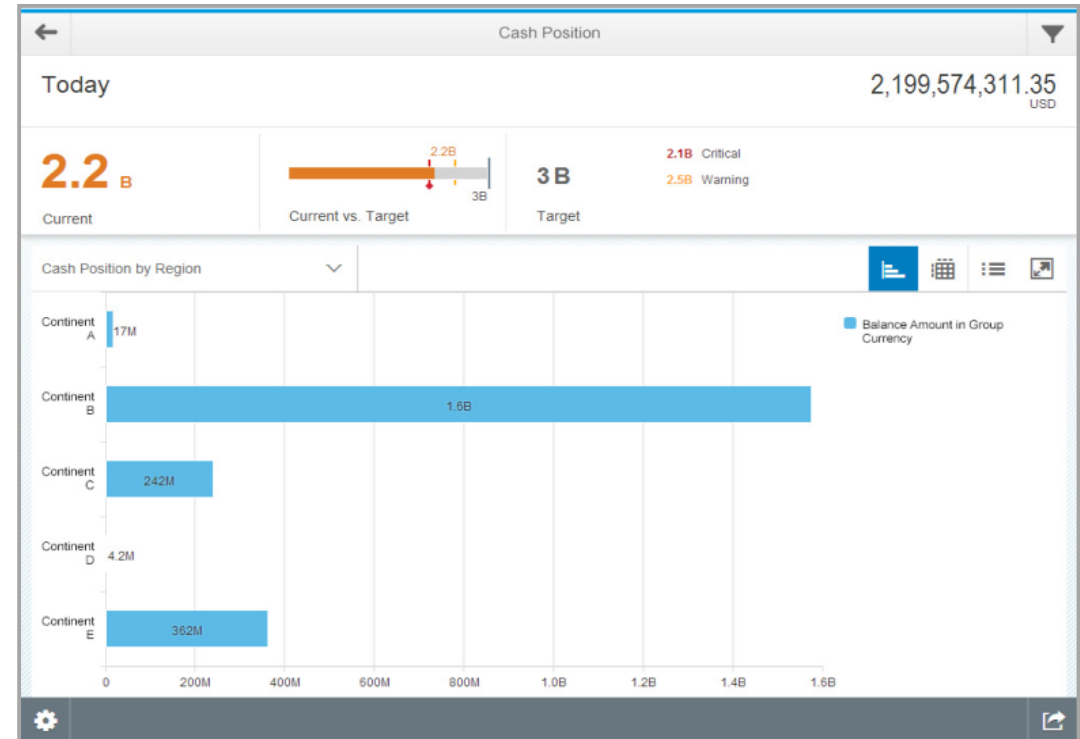 Cash Position
Today
2,199,574,311.35
USD
2.2 B
Current
2.2B
3B
Current vs. Target
3 B
Target
2.1B Critical
2.5B Warning
Cash Position by Region
Continent
A
17M
Continent
B
1.6B
Continent
C
242M
Continent
D
4.2M
Continent
E
362M
0 200M 400M 600M 800M 1.0B 1.2B 1.4B 1.6B
Balance Amount in Group
Currency